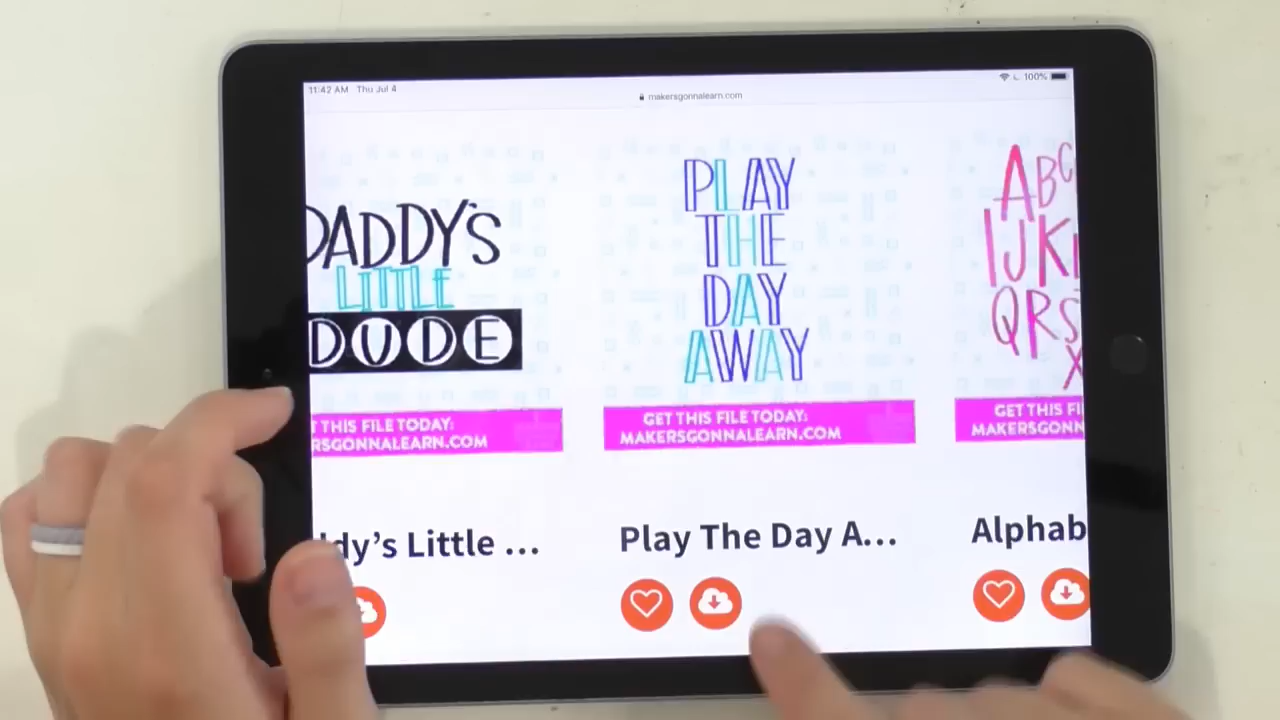 11:42 AM Thu Jul 4
makersgonnalearn.com
100%
DADDY'S
LITTLE
DUDE
T THIS FILE TODAY:
ERSGONNALEARN.COM
dy's Little ...
PLAY
THE
DAY
AWAY
GET THIS FILE TODAY:
MAKERSGONNALEARN.COM
Play The Day A...
ABC
IJK
QRS
X
GET THIS FI
MAKERSGONN
Alphab